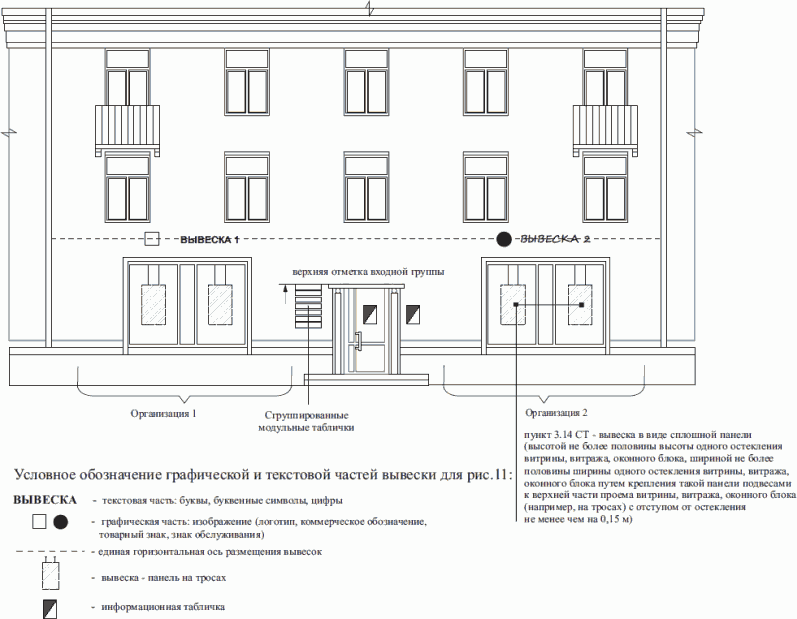 ВЫВЕСКА 1
ВЫВЕСКА 2
верхняя отметка входной группы
Организация 1
Сгруппированные
модульные таблички
Организация 2
пункт 3.14 СТ - вывеска в виде сплошной панели
(высотой не более половины высоты одного остекления
витрины, витража, оконного блока, шириной не более
половины ширины одного остекления витрины, витража,
оконного блока путем крепления такой панели подвесами
к верхней части проема витрины, витража, оконного блока
(например, на тросах) с отступом от остекления
не менее чем на 0,15 м)
Условное обозначение графической и текстовой частей вывески для рис.11:
ВЫВЕСКА - текстовая часть: буквы, буквенные символы, цифры
- графическая часть: изображение (логотип, коммерческое обозначение,
товарный знак, знак обслуживания)
- единая горизонтальная ось размещения вывесок
- вывеска - панель на тросах
- информационная табличка